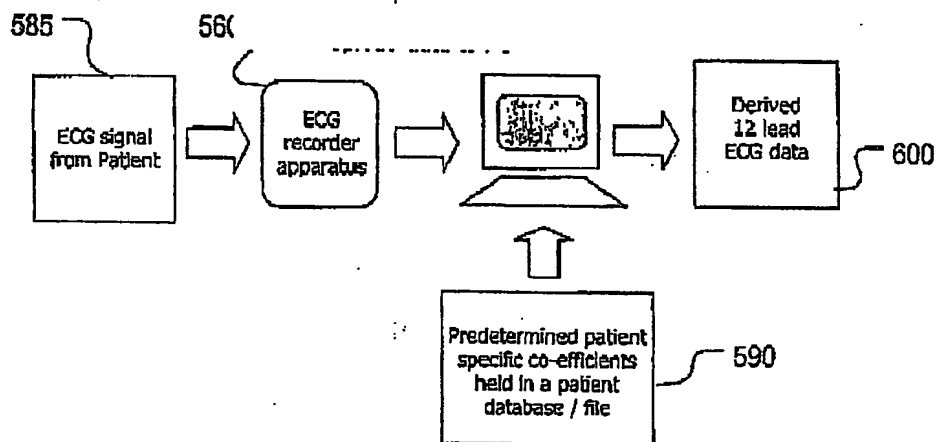 585
ECG signal
from Patient
ECG
recorder
apparatus
Derived
12 lead
ECG data
600
Predetermined patient
specific co-efficients
held in a patient
database / file
590